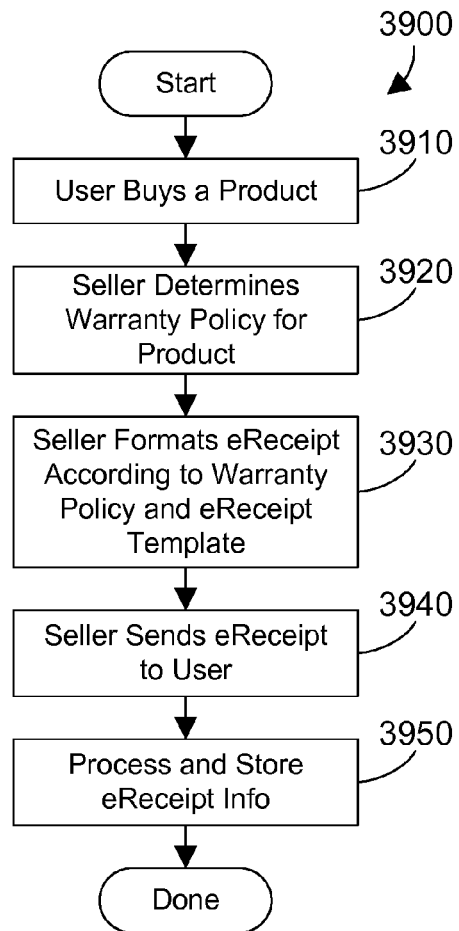 3900
Start
3910
User Buys a Product
3920
Seller Determines
Warranty Policy for
Product
3930
Seller Formats eReceipt
According to Warranty
Policy and eReceipt
Template
3940
Seller Sends eReceipt
to User
3950
Process and Store
eReceipt Info
Done